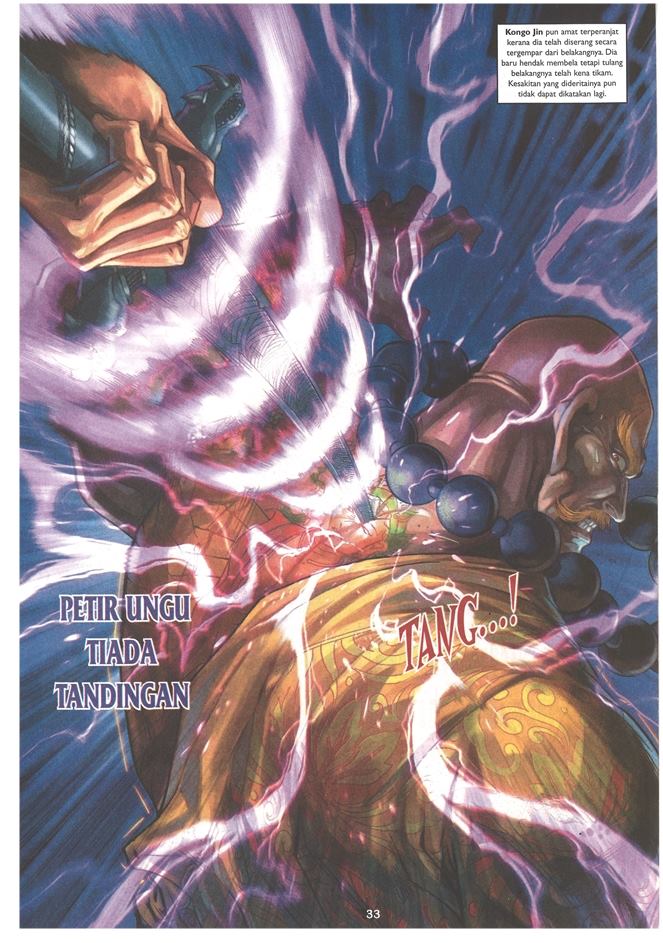 Kongo Jin pun amat terperanjat
kerana dia telah diserang secara
tergempar dari belakangnya. Dia
baru hendak membela tetapi tulang
belakangnya telah kena tikam.
Kesakitan yang dideritainya pun
tidak dapat dikatakan lagi.
PETIR UNGU
TIADA
TANDINGAN
TANG...!
33